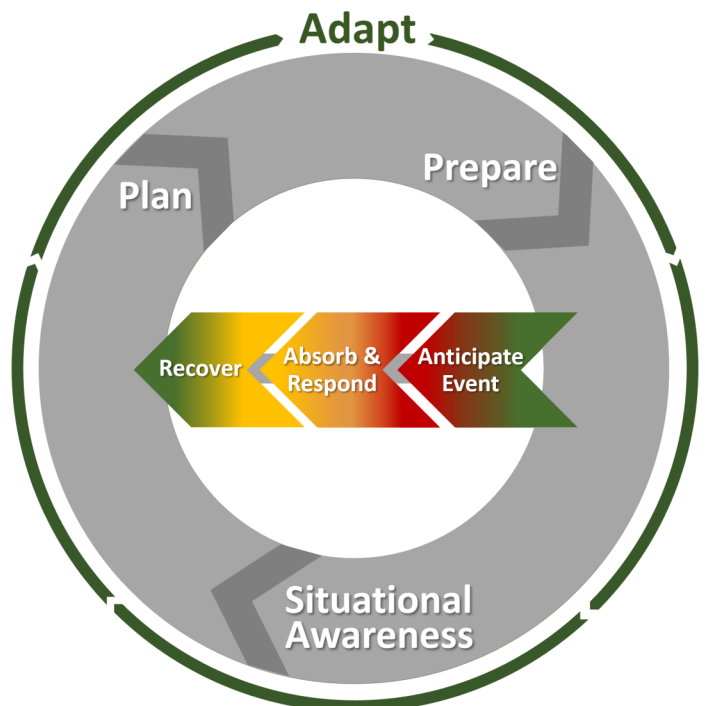 Adapt
Prepare
Plan
Recover
Absorb &
Respond
Anticipate
Event
Situational
Awareness